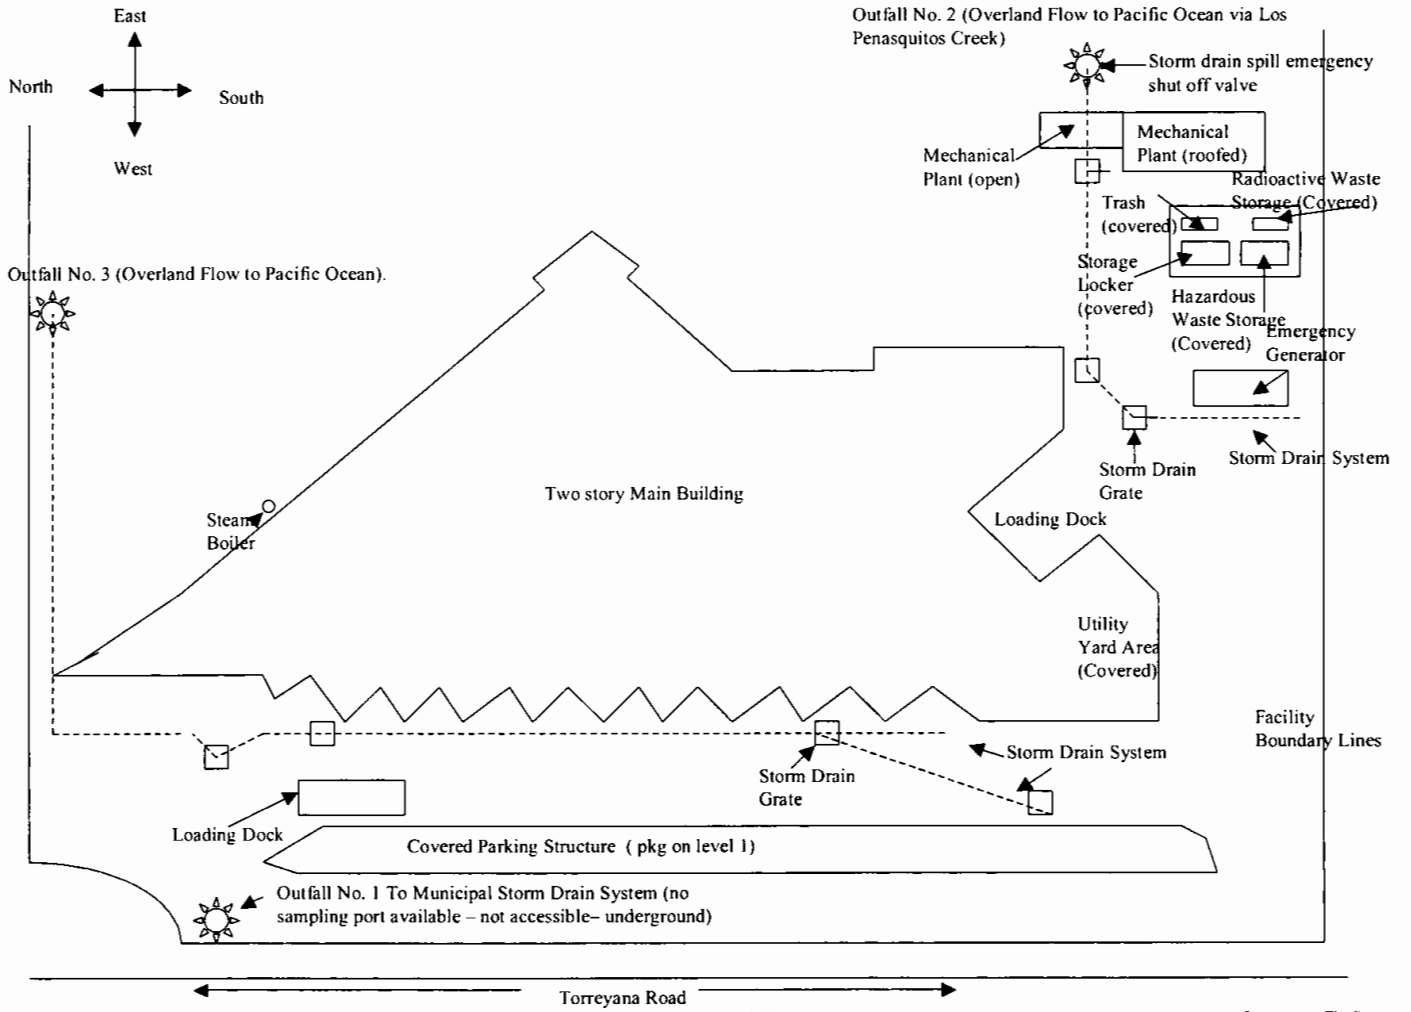 East
North
South
West
Outfall No. 2 (Overland Flow to Pacific Ocean via Los
Penasquitos Creek)
Storm drain spill emergency
shut off valve
Mechanical
Plant (open)
Mechanical
Plant (roofed)
Radioactive Waste
Storage (Covered)
Trash
(covered)
Storage
Locker
(covered)
Hazardous
Waste Storage
(Covered)
Emergency
Generator
Outfall No. 3 (Overland Flow to Pacific Ocean).
Storm Drain System
Storm Drain
Grate
Two story Main Building
Loading Dock
Steam
Boiler
Utility
Yard Area
(Covered)
Facility
Boundary Lines
Storm Drain System
Storm Drain
Grate
Loading Dock
Covered Parking Structure ( pkg on level 1)
Outfall No. 1 To Municipal Storm Drain System (no
sampling port available – not accessible– underground)
Torreyana Road